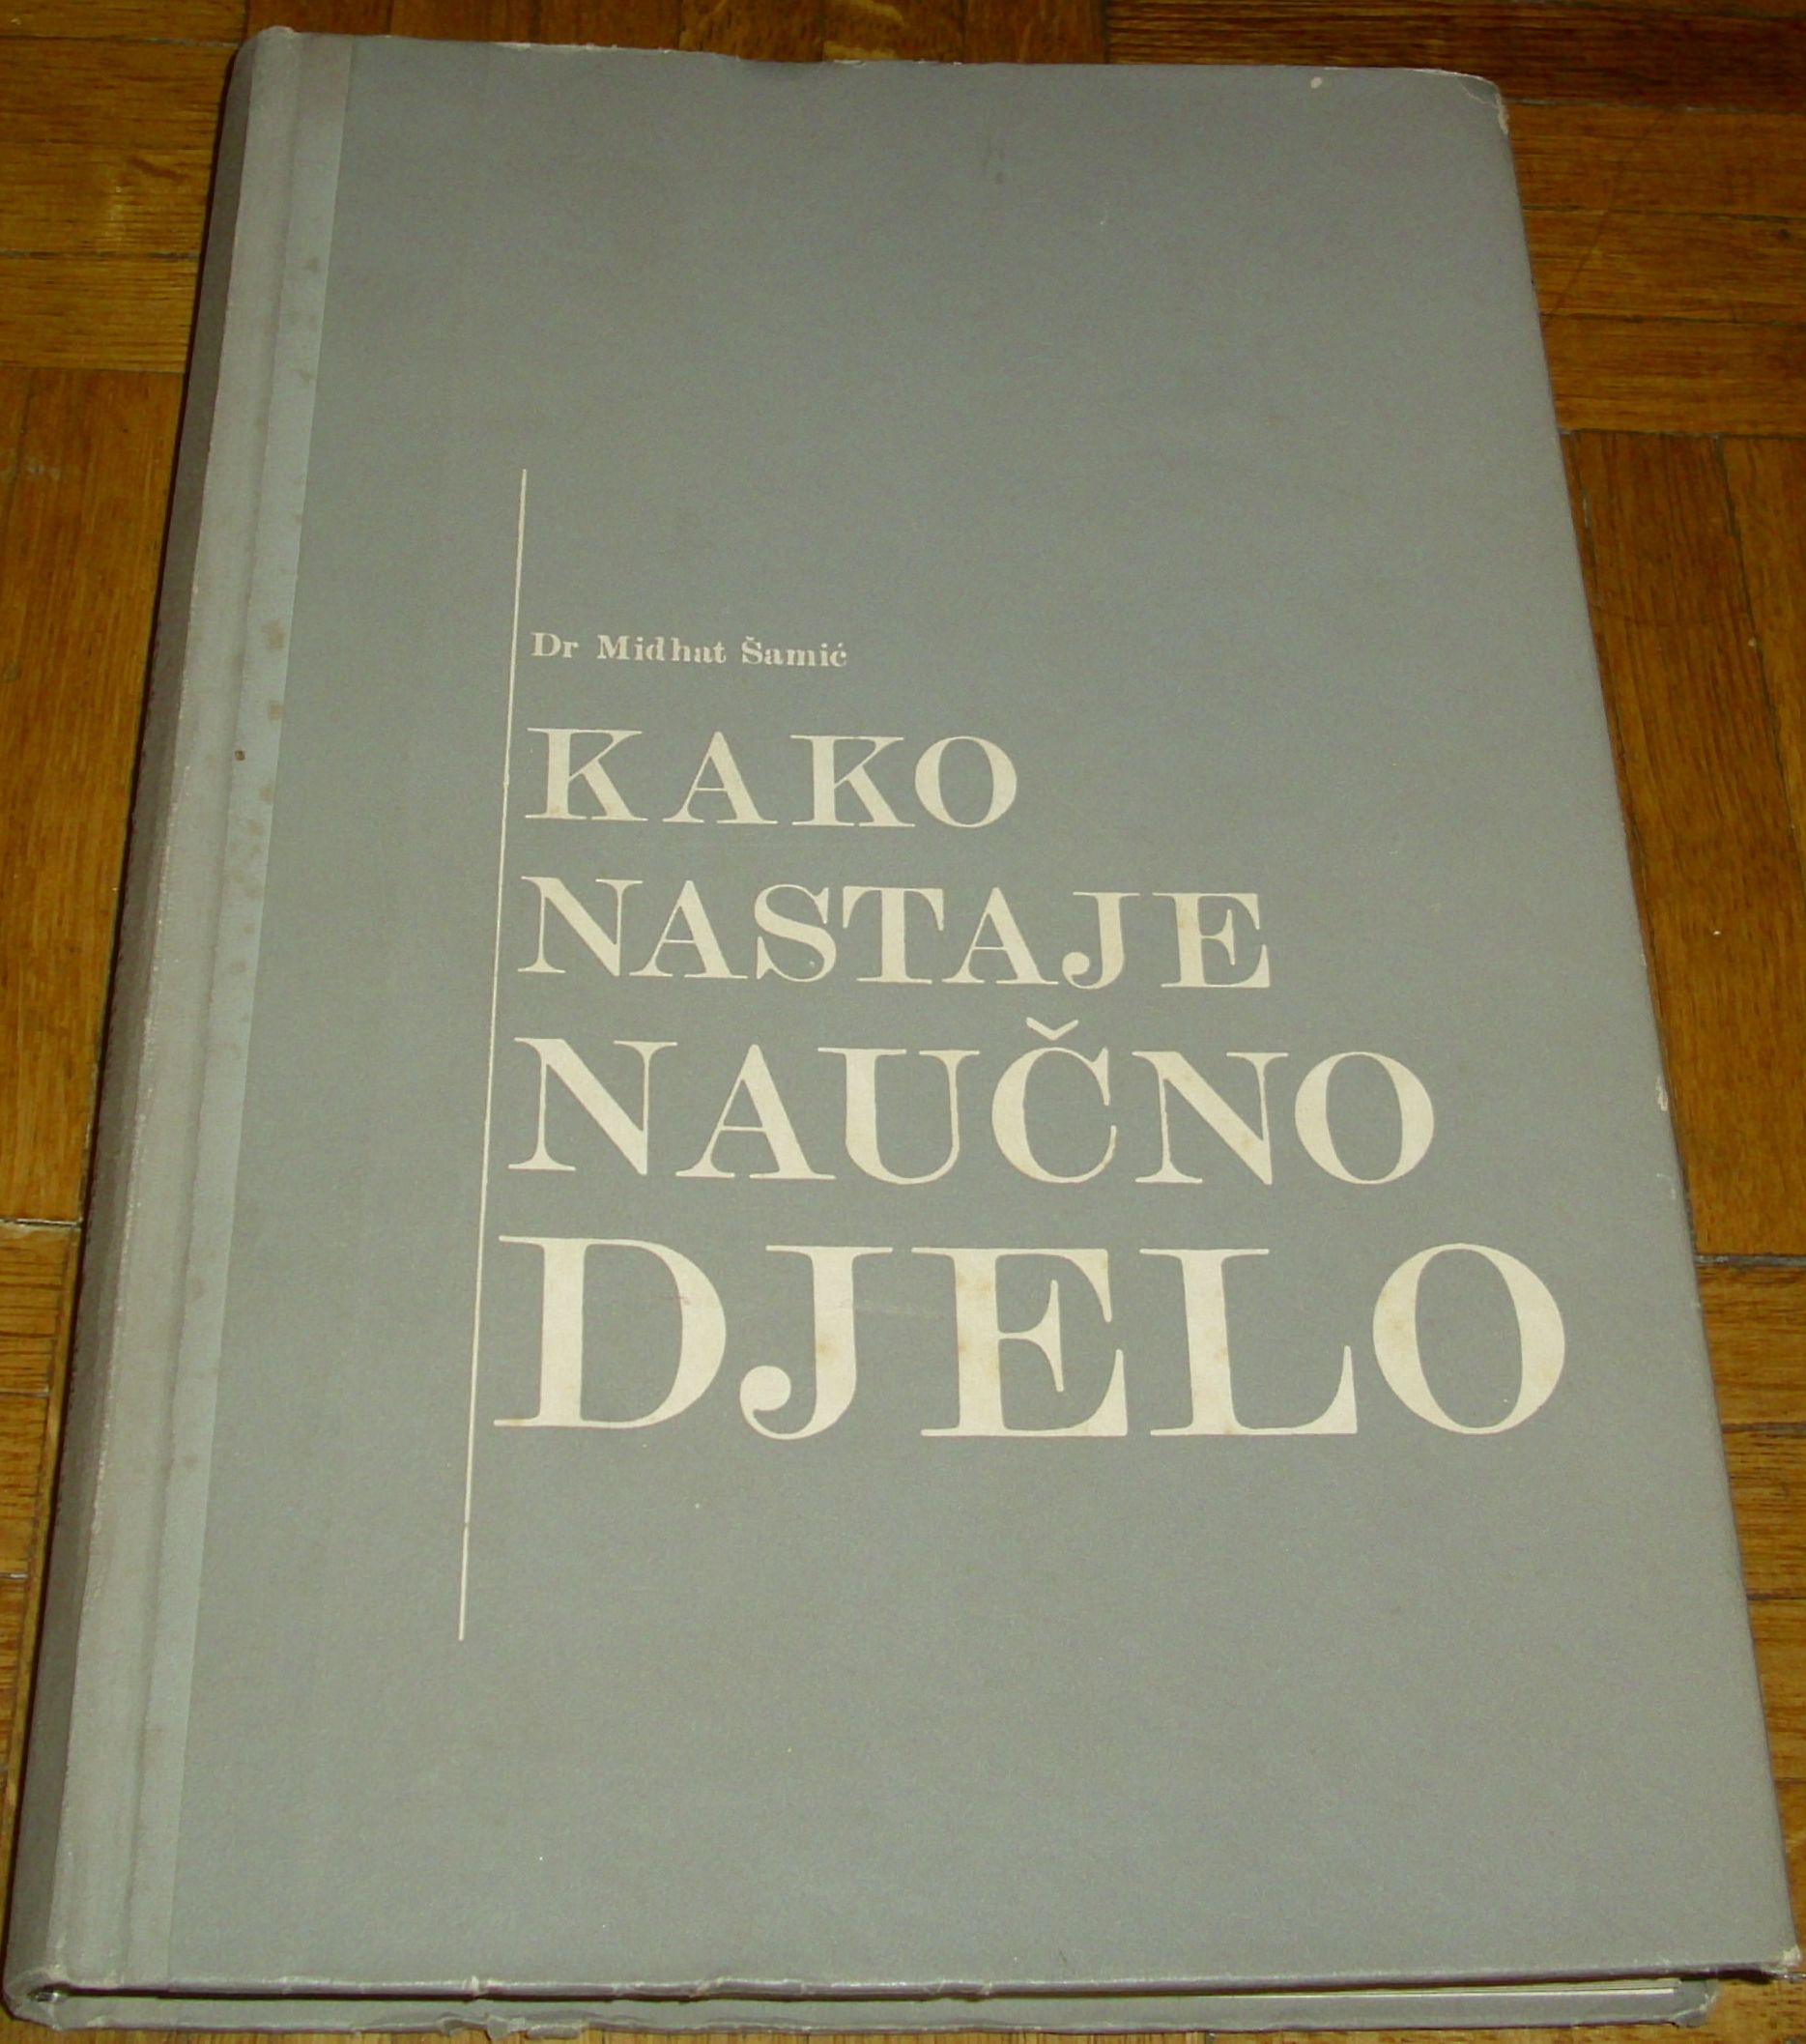 Dr Midhat Šamić
KAKO
NASTAJE
NAUČNO
DJELO